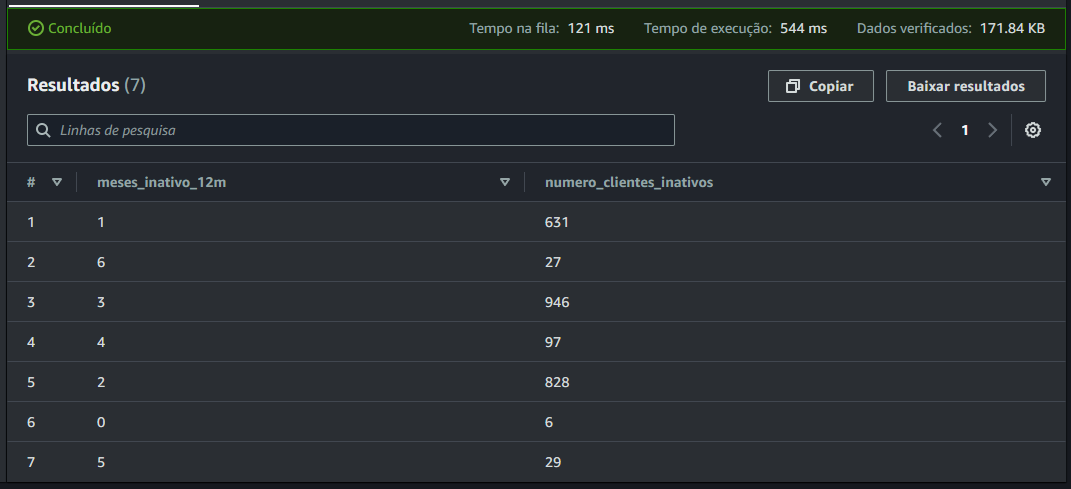 Concluído Tempo na fila: 121 ms Tempo de execução: 544 ms Dados verificados: 171.84 KB
Resultados (7) Copiar Baixar resultados
Linhas de pesquisa 1
# meses_inativo_12m numero_clientes_inativos
1 1 631
2 6 27
3 3 946
4 4 97
5 2 828
6 0 6
7 5 29